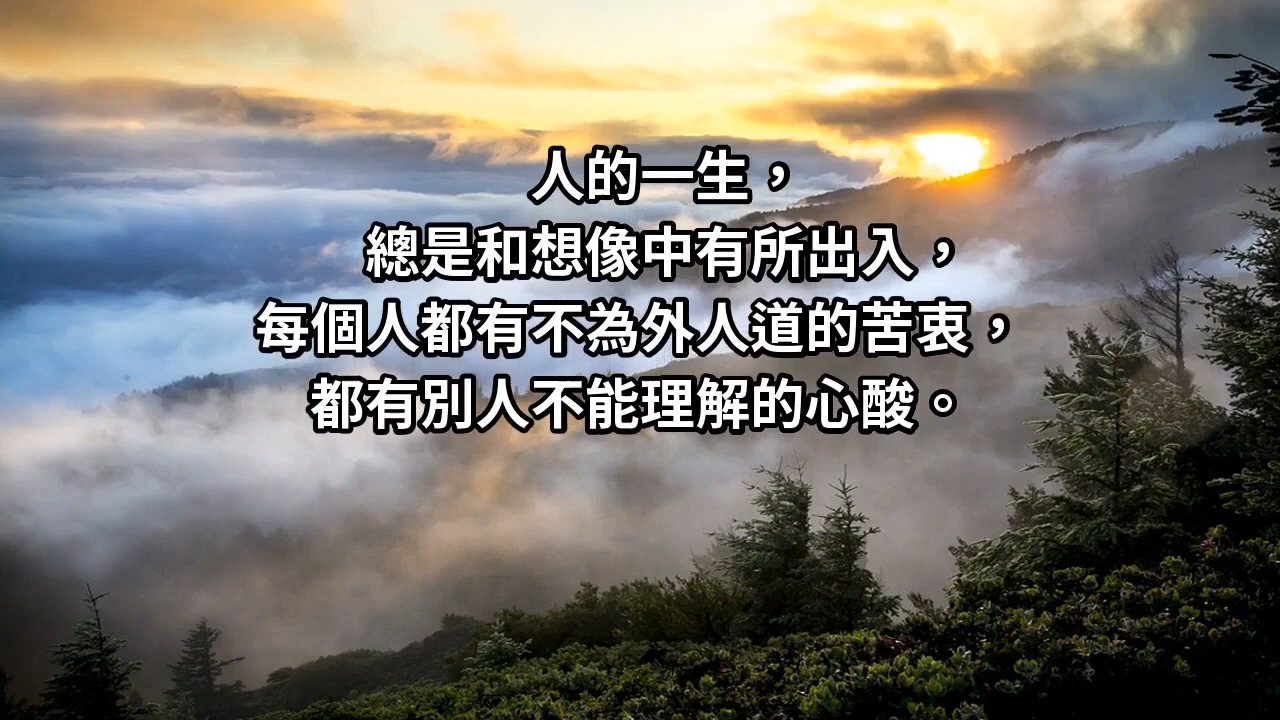 人的一生，
總是和想像中有所出入，
每個人都有不為外人道的苦衷，
都有別人不能理解的心酸。